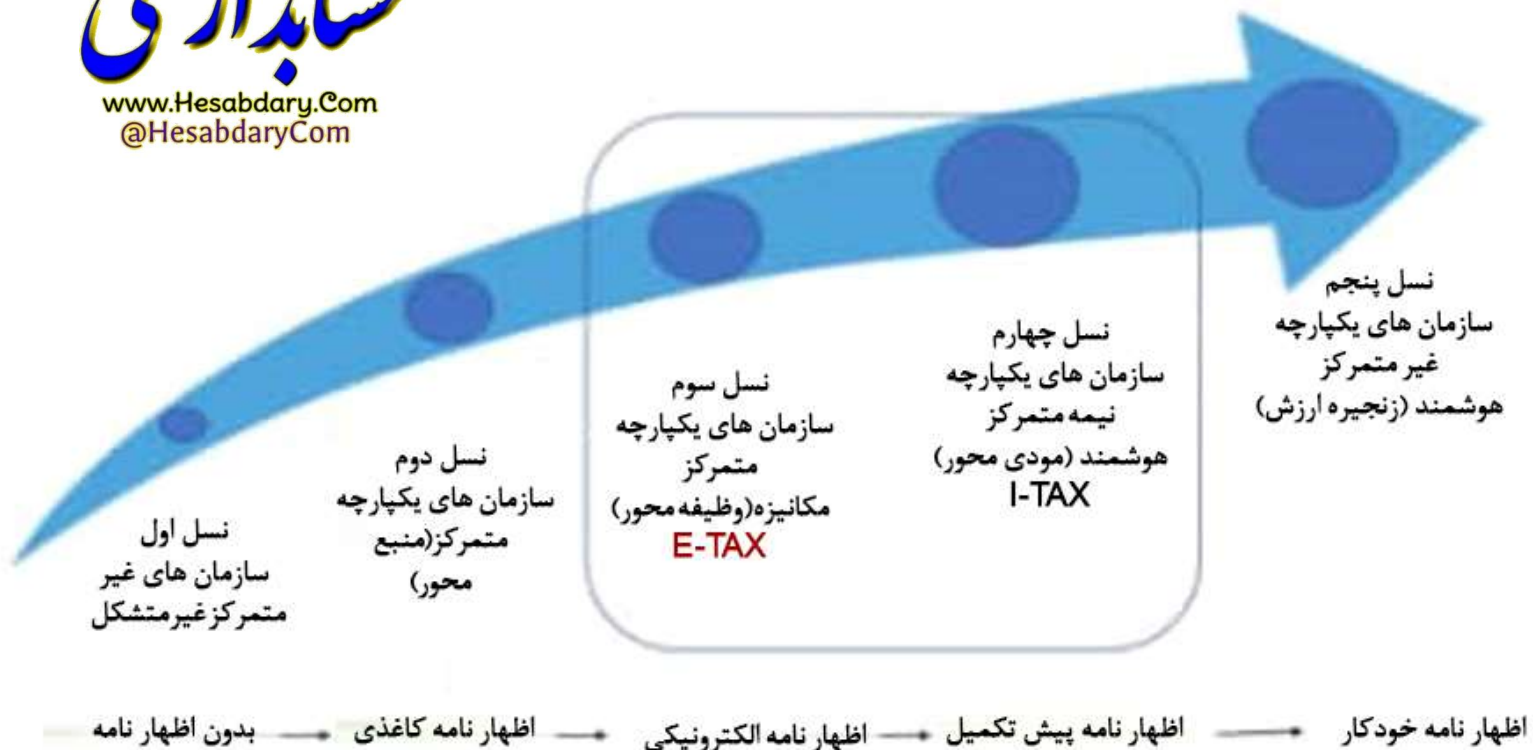 حسابداری
www.Hesabdary.Com
@HesabdaryCom
نسل اول
سازمان های غیر
متمرکز غیرمتشکل
نسل دوم
سازمان های یکپارچه
متمرکز(منبع
محور)
نسل سوم
سازمان های یکپارچه
متمرکز
مکانیزه(وظیفه محور)
E-TAX
نسل چهارم
سازمان های یکپارچه
نیمه متمرکز
هوشمند (مودی محور)
I-TAX
نسل پنجم
سازمان های یکپارچه
غیر متمرکز
هوشمند (زنجیره ارزش)
بدون اظهار نامه
اظهار نامه کاغذی
اظهار نامه الکترونیکی
اظهار نامه پیش تکمیل
اظهار نامه خودکار